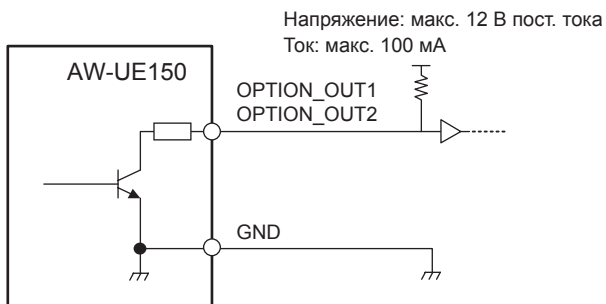 Напряжение: макс. 12 В пост. тока
Ток: макс. 100 мА
AW-UE150
OPTION_OUT1
OPTION_OUT2
GND